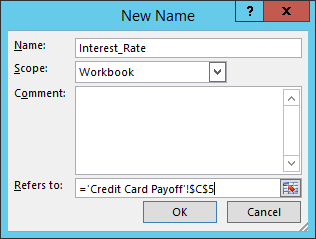 New Name
?
x
Name: Interest_Rate
Scope: Workbook
Comment:
Refers to: ='Credit Card Payoff'!$C$5
OK Cancel